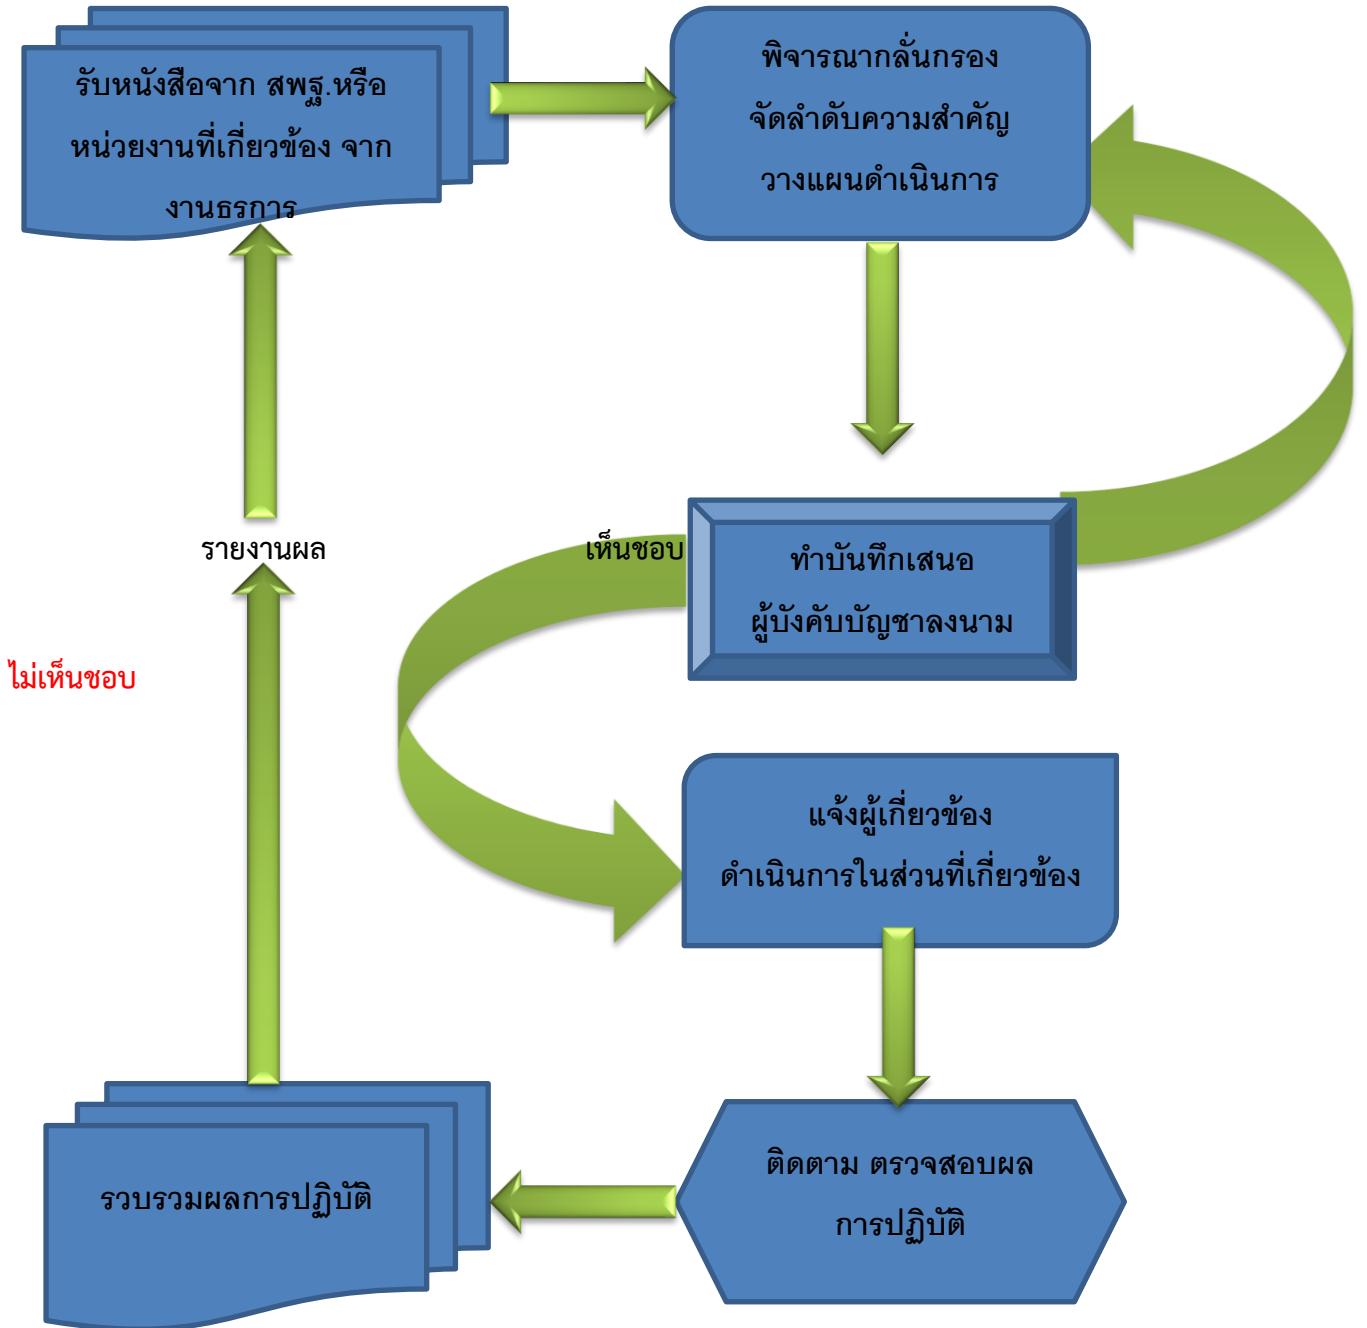 รับหนังสือจาก สพฐ.หรือ
หน่วยงานที่เกี่ยวข้อง จาก
งานธรการ
พิจารณากลั่นกรอง
จัดลำดับความสำคัญ
วางแผนดำเนินการ
รายงานผล
เห็นชอบ
ทำบันทึกเสนอ
ผู้บังคับบัญชาลงนาม
ไม่เห็นชอบ
แจ้งผู้เกี่ยวข้อง
ดำเนินการในส่วนที่เกี่ยวข้อง
ติดตาม ตรวจสอบผล
การปฏิบัติ
รวบรวมผลการปฏิบัติ